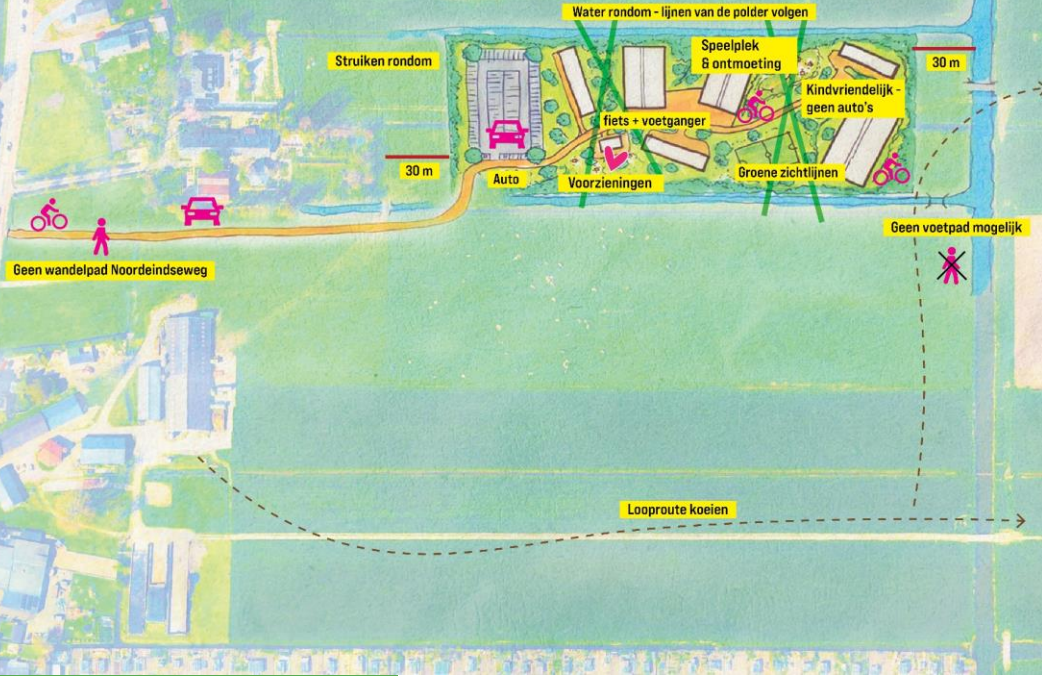 Water rondom - lijnen van de polder volgen
Struiken rondom
Speelplek
& ontmoeting
30 m
Kindvriendelijk -
geen auto's
fiets + voetganger
30 m
Auto
Voorzieningen
Groene zichtlijnen
Geen voetpad mogelijk
Geen wandelpad Noordeindseweg
Looproute koeien